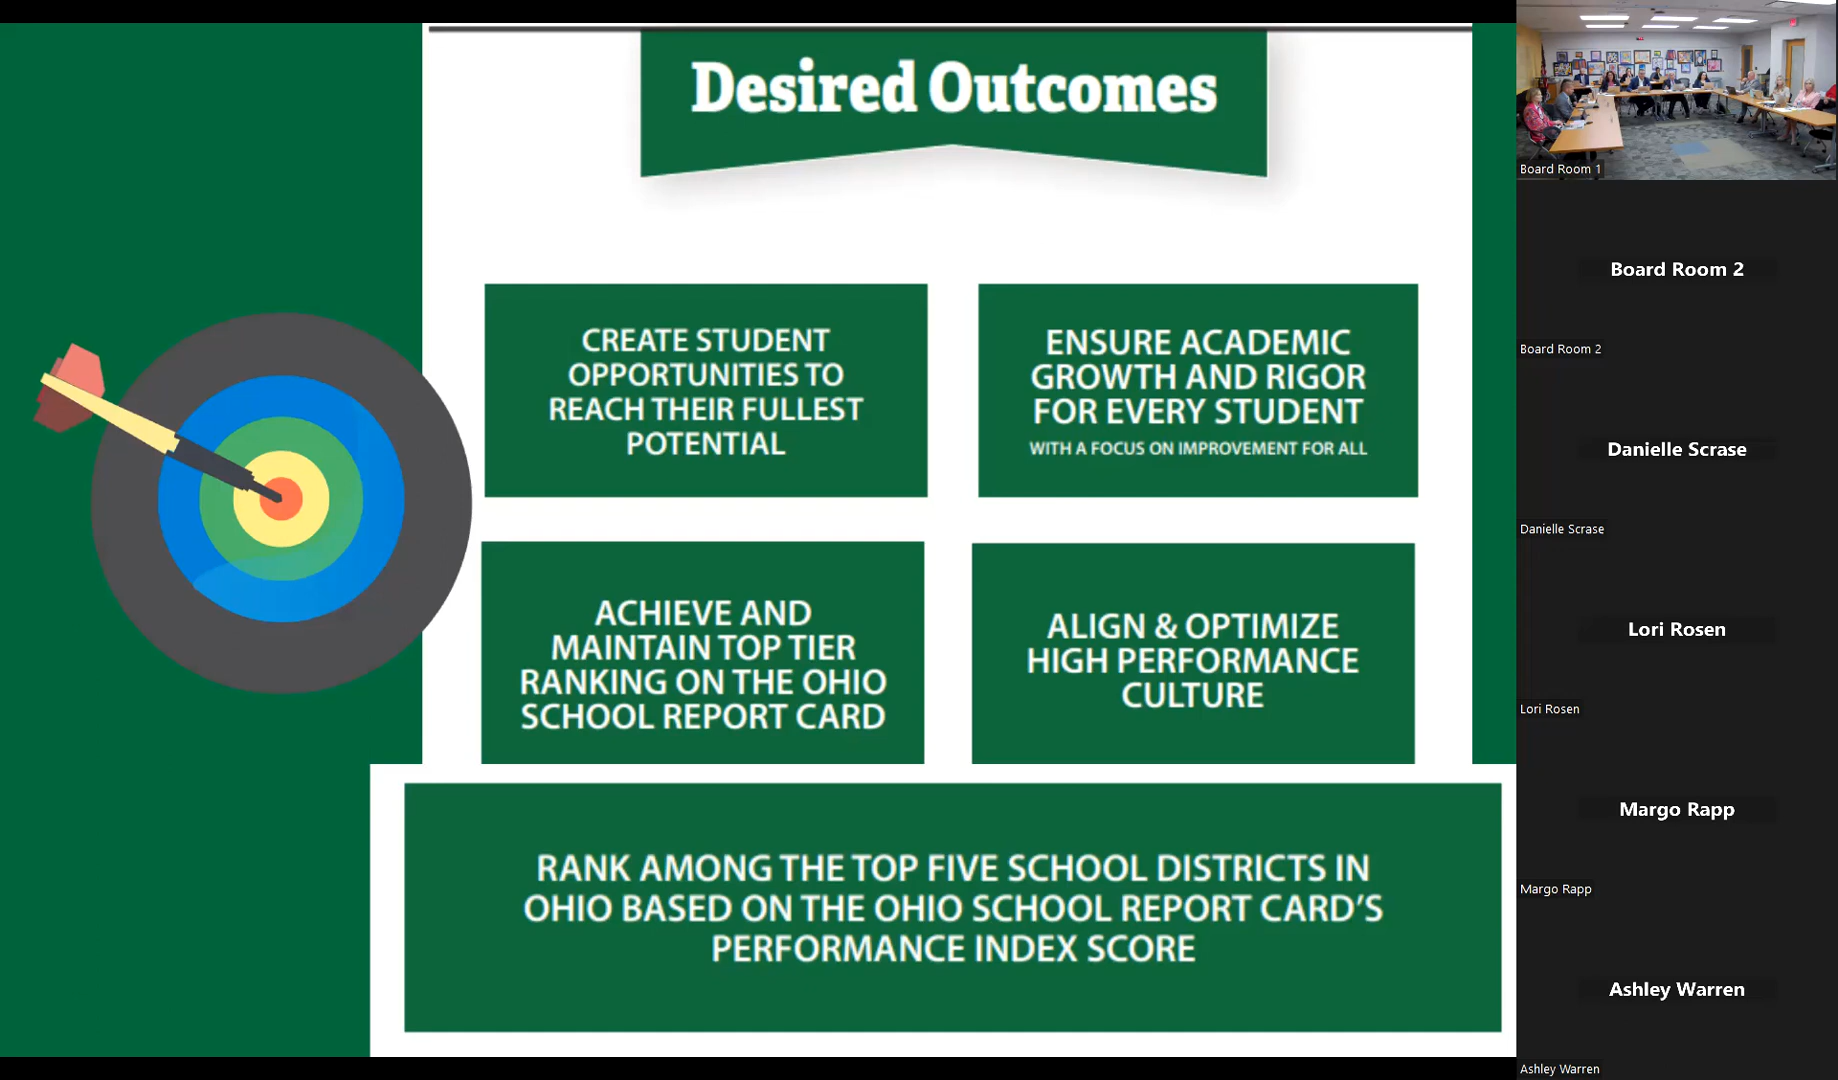 Desired Outcomes
CREATE STUDENT
OPPORTUNITIES TO
REACH THEIR FULLEST
POTENTIAL
ENSURE ACADEMIC
GROWTH AND RIGOR
FOR EVERY STUDENT
WITH A FOCUS ON IMPROVEMENT FOR ALL
ACHIEVE AND
MAINTAIN TOP TIER
RANKING ON THE OHIO
SCHOOL REPORT CARD
ALIGN & OPTIMIZE
HIGH PERFORMANCE
CULTURE
RANK AMONG THE TOP FIVE SCHOOL DISTRICTS IN
OHIO BASED ON THE OHIO SCHOOL REPORT CARD'S
PERFORMANCE INDEX SCORE
Board Room 1
Board Room 2
Board Room 2
Danielle Scrase
Danielle Scrase
Lori Rosen
Lori Rosen
Margo Rapp
Margo Rapp
Ashley Warren
Ashley Warren